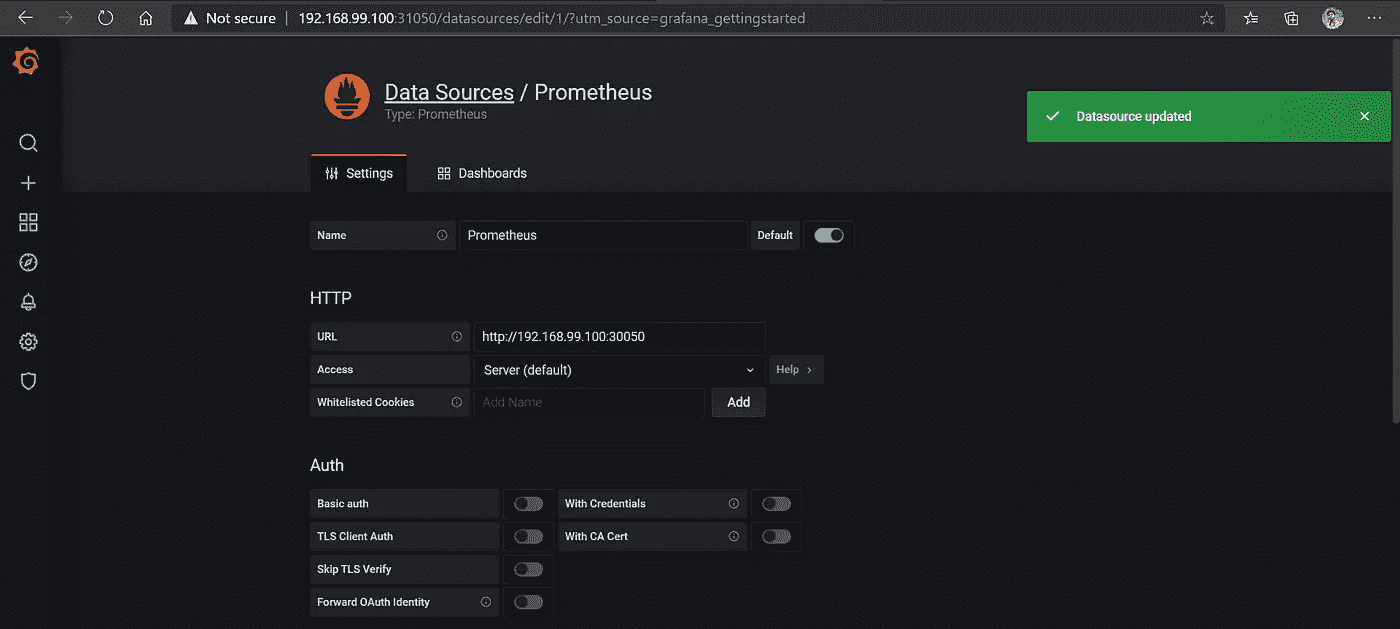 Not secure | 192.168.99.100:31050/datasources/edit/1/?utm_source=grafana_gettingstarted
Data Sources / Prometheus
Type: Prometheus
Datasource updated
Settings
Dashboards
Name
Prometheus
Default
HTTP
URL
http://192.168.99.100:30050
Access
Server (default)
Help
Whitelisted Cookies
Add Name
Add
Auth
Basic auth
With Credentials
TLS Client Auth
With CA Cert
Skip TLS Verify
Forward OAuth Identity